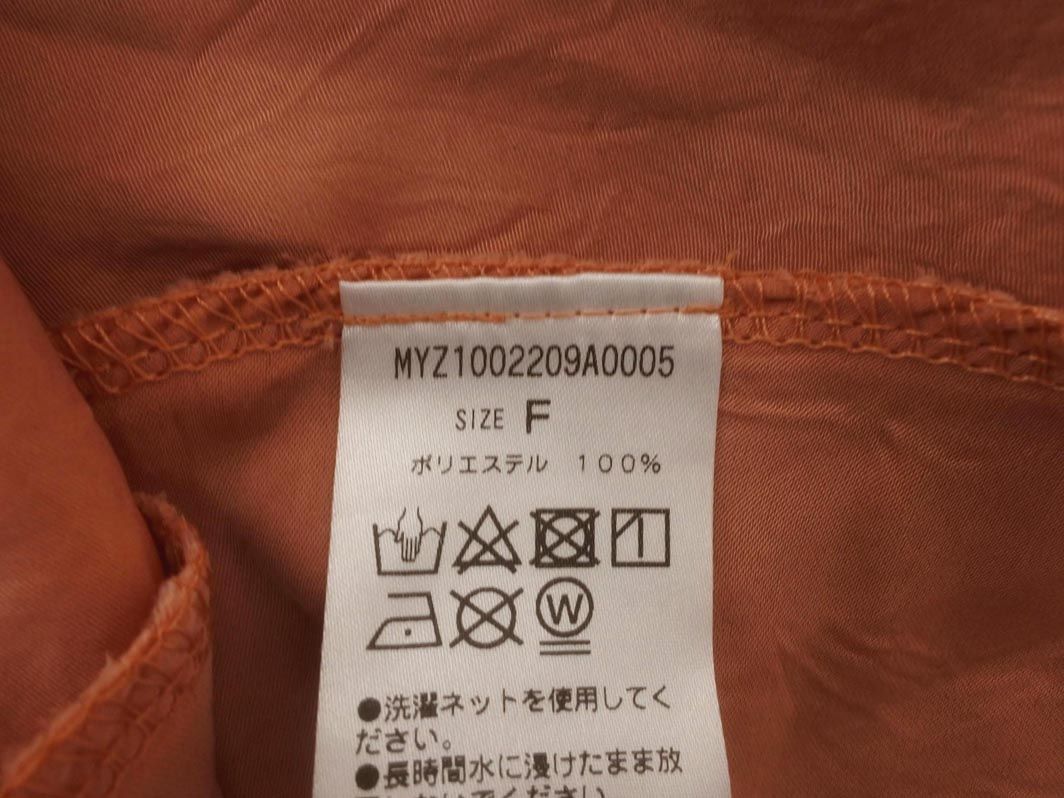 MYZ1002209A0005
SIZE F
ポリエステル 100%
W
●洗濯ネットを使用してく
ださい。
●長時間水に浸けたまま放